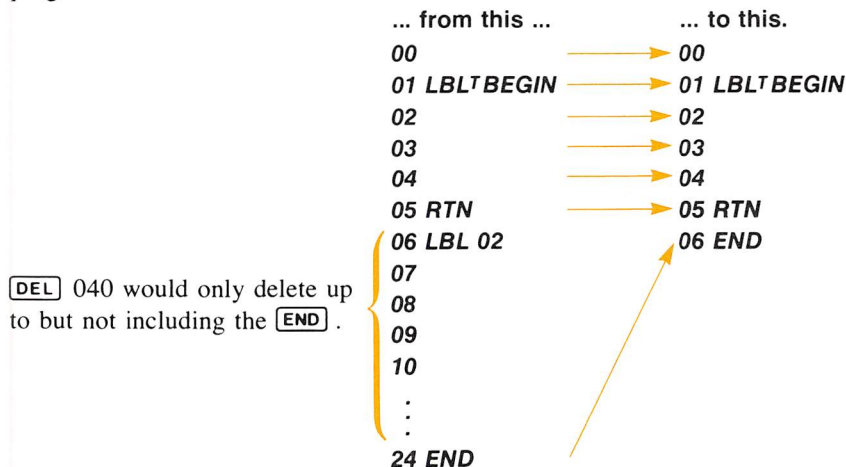 ... from this ... ... to this.
00 00
01 LBLᵀBEGIN 01 LBLᵀBEGIN
02 02
03 03
04 04
05 RTN 05 RTN
06 LBL 02 06 END
07
DEL 040 would only delete up
08
to but not including the END .
09
10
.
.
.
24 END